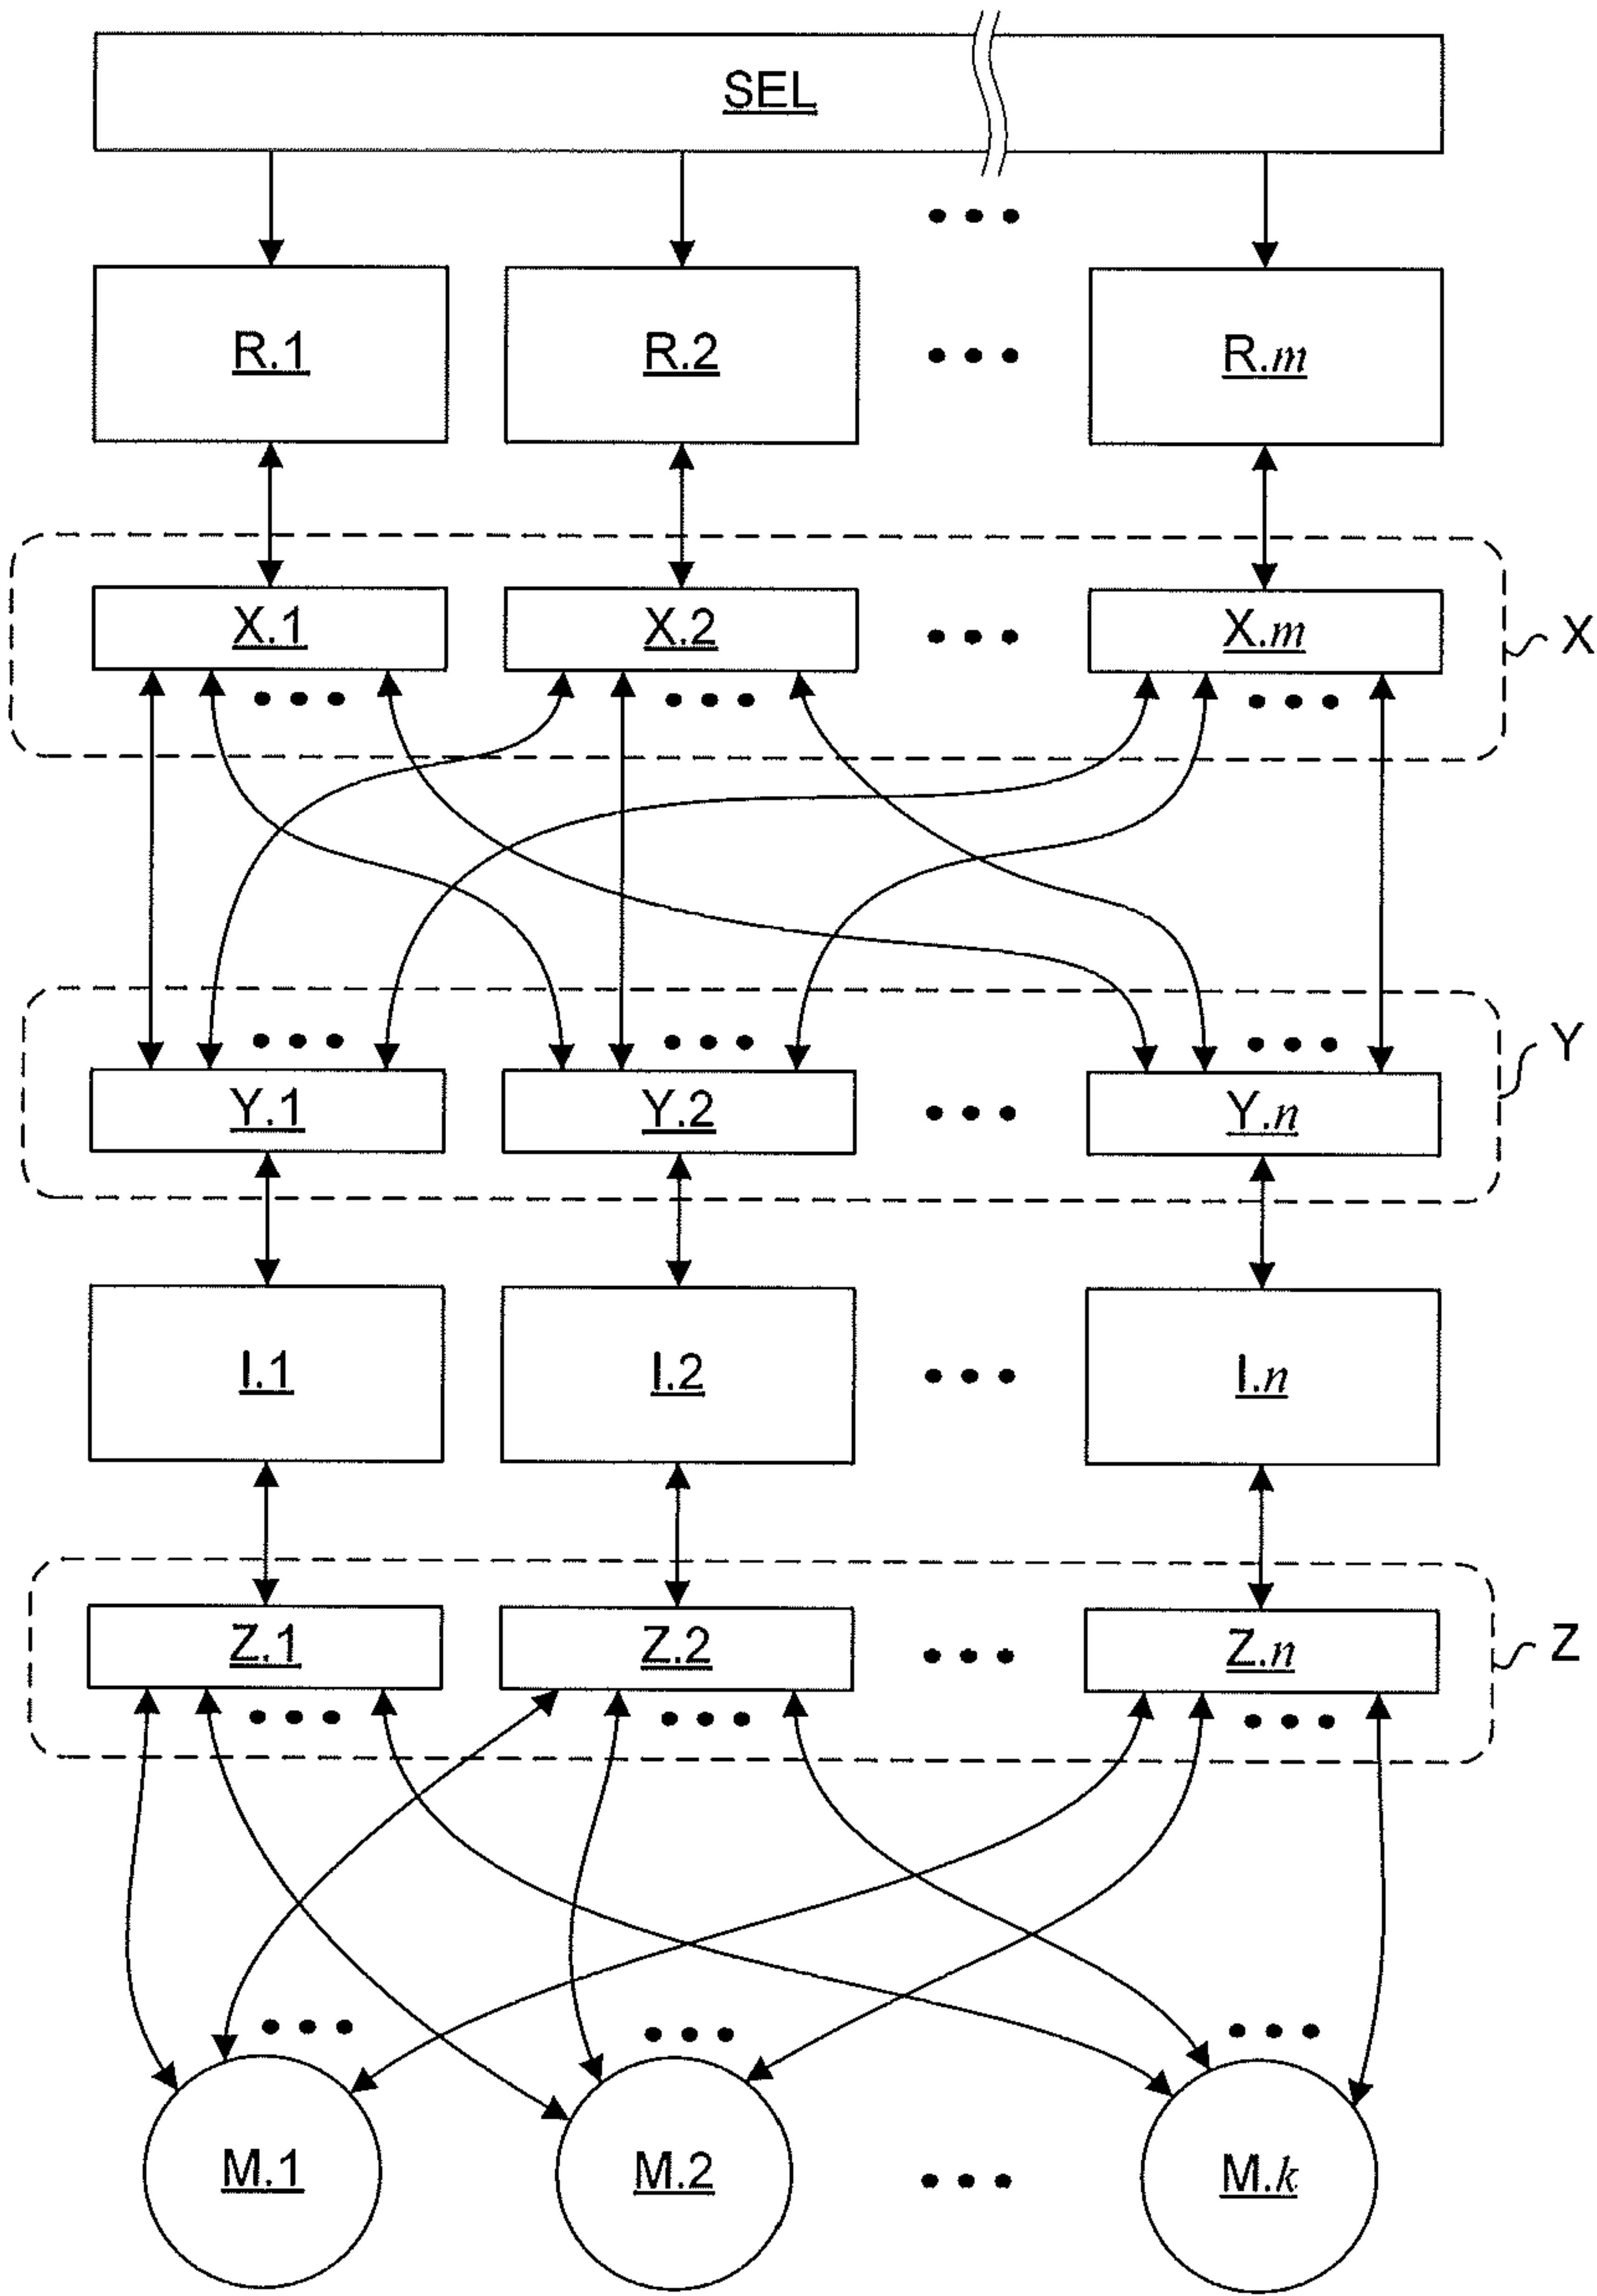 SEL
R.1 R.2 R.m
X.1 X.2 X.m X
Y
Y.1 Y.2 Y.n
I.1 I.2 I.n
Z.1 Z.2 Z.n Z
M.1 M.2 M.k